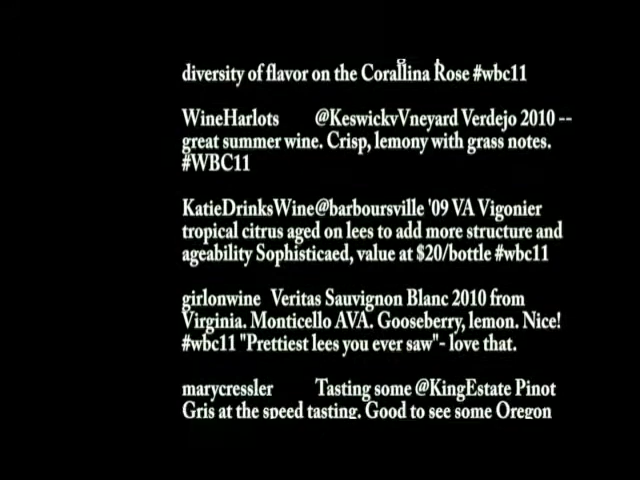 diversity of flavor on the Corallina Rose #wbc11
WineHarlots @KeswickvVneyard Verdejo 2010 --
great summer wine. Crisp, lemony with grass notes.
#WBC11
KatieDrinksWine@barboursville '09 VA Vigonier
tropical citrus aged on lees to add more structure and
ageability Sophisticaed, value at $20/bottle #wbc11
girlonwine Veritas Sauvignon Blanc 2010 from
Virginia. Monticello AVA. Gooseberry, lemon. Nice!
#wbc11 "Prettiest lees you ever saw"- love that.
marycressler Tasting some @KingEstate Pinot
Gris at the speed tasting. Good to see some Oregon